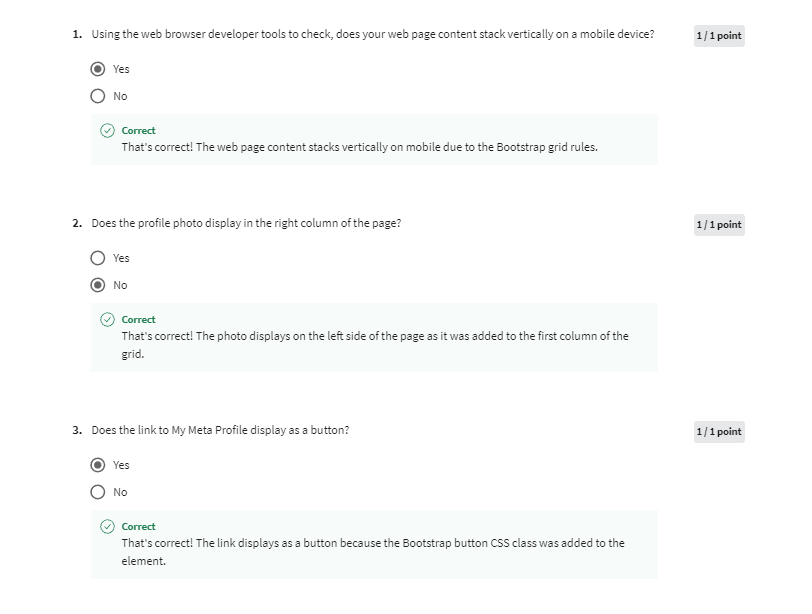 1. Using the web browser developer tools to check, does your web page content stack vertically on a mobile device? 1 / 1 point
Yes
No
Correct
That's correct! The web page content stacks vertically on mobile due to the Bootstrap grid rules.
2. Does the profile photo display in the right column of the page? 1 / 1 point
Yes
No
Correct
That's correct! The photo displays on the left side of the page as it was added to the first column of the
grid.
3. Does the link to My Meta Profile display as a button? 1 / 1 point
Yes
No
Correct
That's correct! The link displays as a button because the Bootstrap button CSS class was added to the
element.